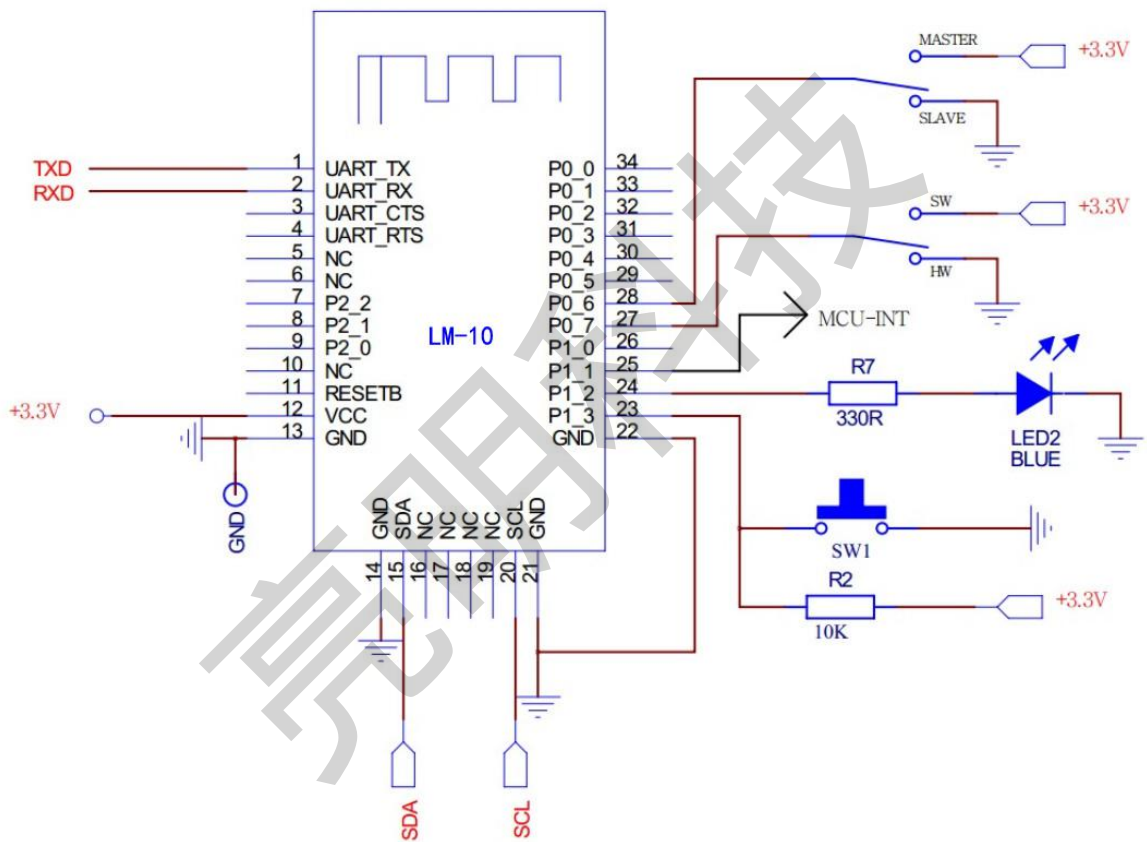 MASTER
+3.3V
SLAVE
TXD
RXD
1 UART_TX
2 UART_RX
3 UART_CTS
4 UART_RTS
5 NC
6 NC
7 P2_2
8 P2_1
9 P2_0
10 NC
11 RESETB
12 VCC
13 GND
+3.3V
GND
LM-10
P0_0 34
P0_1 33
P0_2 32
P0_3 31
P0_4 30
P0_5 29
P0_6 28
P0_7 27
P1_0 26
P1_1 25
P1_2 24
P1_3 23
GND 22
SW
+3.3V
HW
MCU-INT
R7
330R
LED2
BLUE
SW1
R2
10K
+3.3V
GND 14
SDA 15
NC 16
NC 17
NC 18
NC 19
SCL 20
GND 21
SDA
SCL
亮明科技